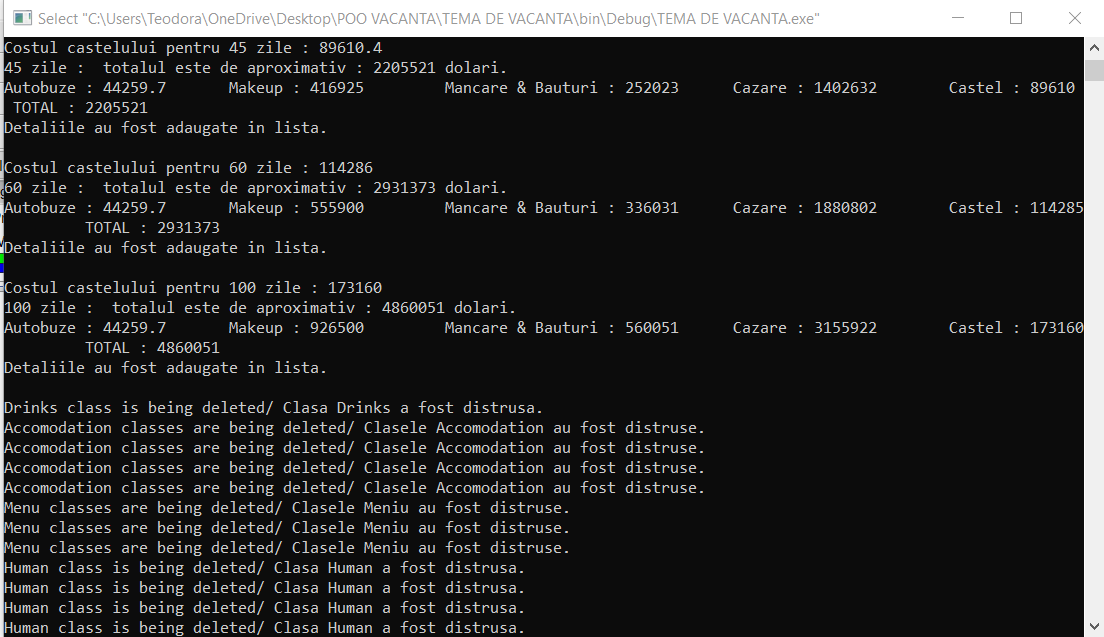 Select "C:\Users\Teodora\OneDrive\Desktop\POO VACANTA\TEMA DE VACANTA\bin\Debug\TEMA DE VACANTA.exe"
Costul castelului pentru 45 zile : 89610.4
45 zile :  totalul este de aproximativ : 2205521 dolari.
Autobuze : 44259.7       Makeup : 416925         Mancare & Bauturi : 252023      Cazare : 1402632        Castel : 89610
 TOTAL : 2205521
Detaliile au fost adaugate in lista.

Costul castelului pentru 60 zile : 114286
60 zile :  totalul este de aproximativ : 2931373 dolari.
Autobuze : 44259.7       Makeup : 555900         Mancare & Bauturi : 336031      Cazare : 1880802        Castel : 114285
         TOTAL : 2931373
Detaliile au fost adaugate in lista.

Costul castelului pentru 100 zile : 173160
100 zile :  totalul este de aproximativ : 4860051 dolari.
Autobuze : 44259.7       Makeup : 926500         Mancare & Bauturi : 560051      Cazare : 3155922        Castel : 173160
         TOTAL : 4860051
Detaliile au fost adaugate in lista.

Drinks class is being deleted/ Clasa Drinks a fost distrusa.
Accomodation classes are being deleted/ Clasele Accomodation au fost distruse.
Accomodation classes are being deleted/ Clasele Accomodation au fost distruse.
Accomodation classes are being deleted/ Clasele Accomodation au fost distruse.
Accomodation classes are being deleted/ Clasele Accomodation au fost distruse.
Menu classes are being deleted/ Clasele Meniu au fost distruse.
Menu classes are being deleted/ Clasele Meniu au fost distruse.
Menu classes are being deleted/ Clasele Meniu au fost distruse.
Human class is being deleted/ Clasa Human a fost distrusa.
Human class is being deleted/ Clasa Human a fost distrusa.
Human class is being deleted/ Clasa Human a fost distrusa.
Human class is being deleted/ Clasa Human a fost distrusa.